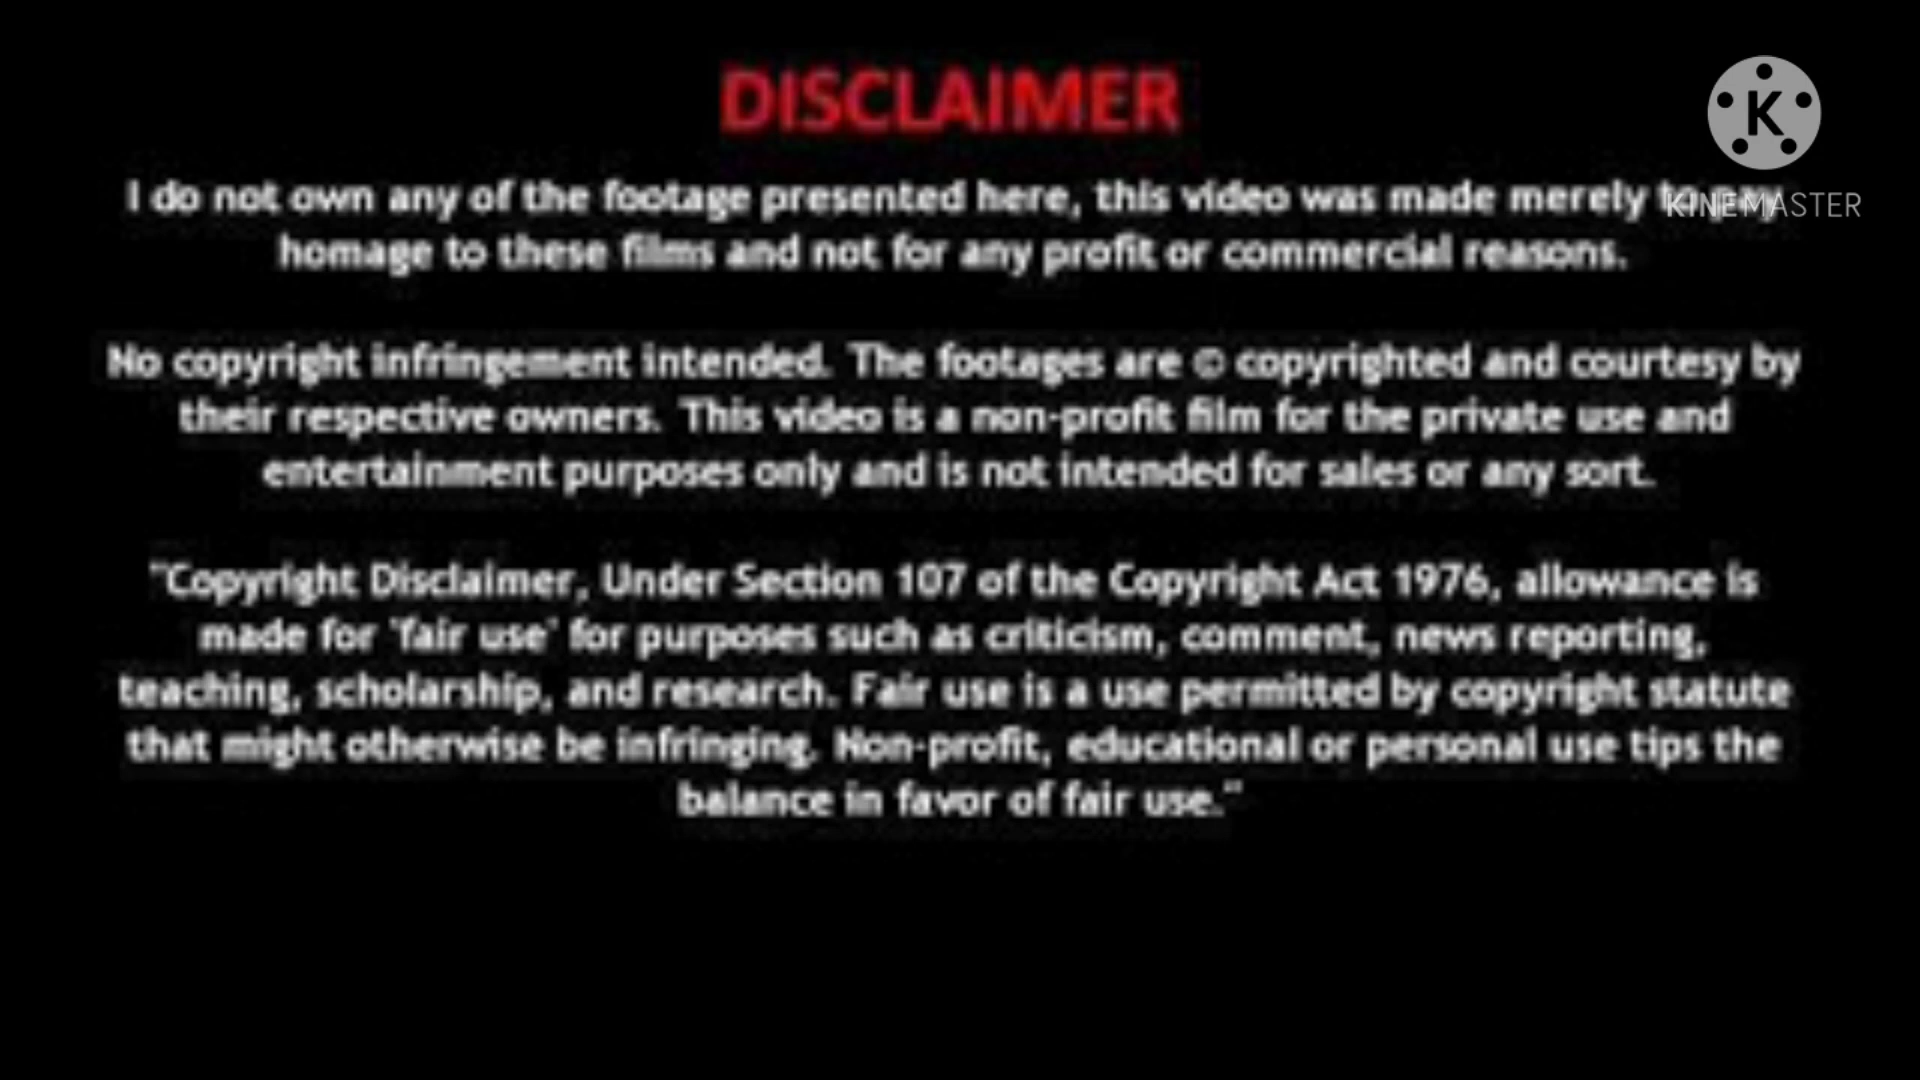 DISCLAIMER
I do not own any of the footage presented here, this video was made merely to pay
homage to these films and not for any profit or commercial reasons.
No copyright infringement intended. The footages are © copyrighted and courtesy by
their respective owners. This video is a non-profit film for the private use and
entertainment purposes only and is not intended for sales or any sort.
"Copyright Disclaimer, Under Section 107 of the Copyright Act 1976, allowance is
made for 'fair use' for purposes such as criticism, comment, news reporting,
teaching, scholarship, and research. Fair use is a use permitted by copyright statute
that might otherwise be infringing. Non-profit, educational or personal use tips the
balance in favor of fair use."
K
KINEMASTER